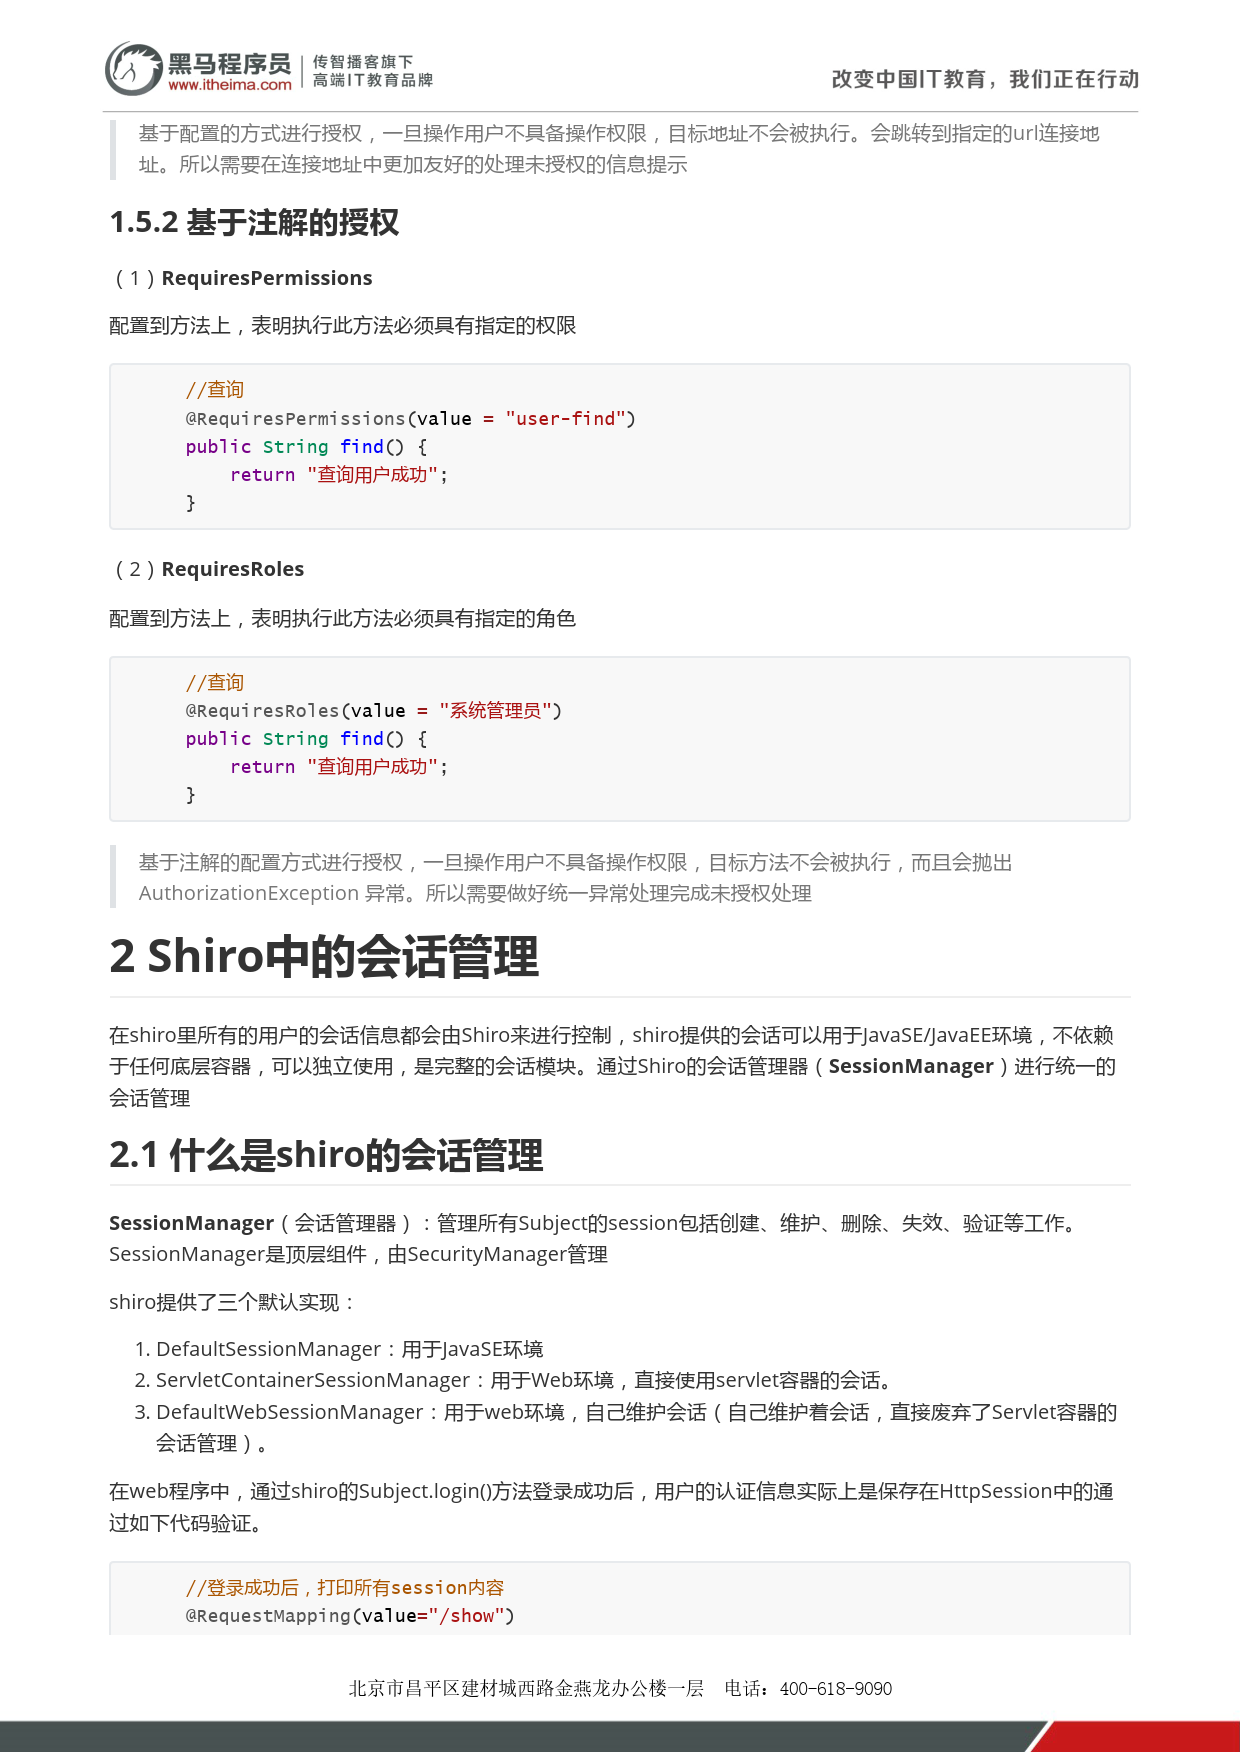 黑马程序员
www.itheima.com
传智播客旗下
高端IT教育品牌
改变中国IT教育，我们正在行动
基于配置的方式进行授权，一旦操作用户不具备操作权限，目标地址不会被执行。会跳转到指定的url连接地
址。所以需要在连接地址中更加友好的处理未授权的信息提示
1.5.2 基于注解的授权
（1）RequiresPermissions
配置到方法上，表明执行此方法必须具有指定的权限
//查询
@RequiresPermissions(value = "user-find")
public String find() {
    return "查询用户成功";
}
（2）RequiresRoles
配置到方法上，表明执行此方法必须具有指定的角色
//查询
@RequiresRoles(value = "系统管理员")
public String find() {
    return "查询用户成功";
}
基于注解的配置方式进行授权，一旦操作用户不具备操作权限，目标方法不会被执行，而且会抛出
AuthorizationException 异常。所以需要做好统一异常处理完成未授权处理
2 Shiro中的会话管理
在shiro里所有的用户的会话信息都会由Shiro来进行控制，shiro提供的会话可以用于JavaSE/JavaEE环境，不依赖
于任何底层容器，可以独立使用，是完整的会话模块。通过Shiro的会话管理器（SessionManager）进行统一的
会话管理
2.1 什么是shiro的会话管理
SessionManager（会话管理器）：管理所有Subject的session包括创建、维护、删除、失效、验证等工作。
SessionManager是顶层组件，由SecurityManager管理
shiro提供了三个默认实现：
1. DefaultSessionManager：用于JavaSE环境
2. ServletContainerSessionManager：用于Web环境，直接使用servlet容器的会话。
3. DefaultWebSessionManager：用于web环境，自己维护会话（自己维护着会话，直接废弃了Servlet容器的
会话管理）。
在web程序中，通过shiro的Subject.login()方法登录成功后，用户的认证信息实际上是保存在HttpSession中的通
过如下代码验证。
//登录成功后，打印所有session内容
@RequestMapping(value="/show")
北京市昌平区建材城西路金燕龙办公楼一层 电话：400-618-9090